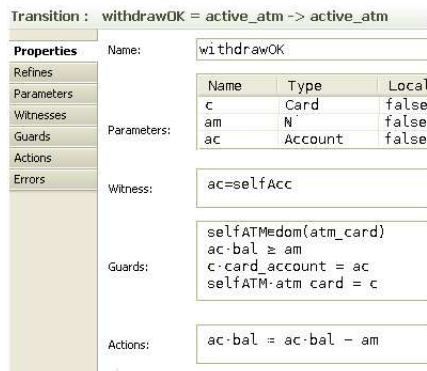 Transition : withdrawOK = active_atm -> active_atm
Properties
Refines
Parameters
Witnesses
Guards
Actions
Errors
Name: withdrawOK
Parameters:
Name Type Local
c Card false
am N false
ac Account false
Witness: ac=selfAcc
Guards:
selfATM∈dom(atm_card)
ac·bal ≥ am
c·card_account = ac
selfATM·atm card = c
Actions: ac·bal ≔ ac·bal − am